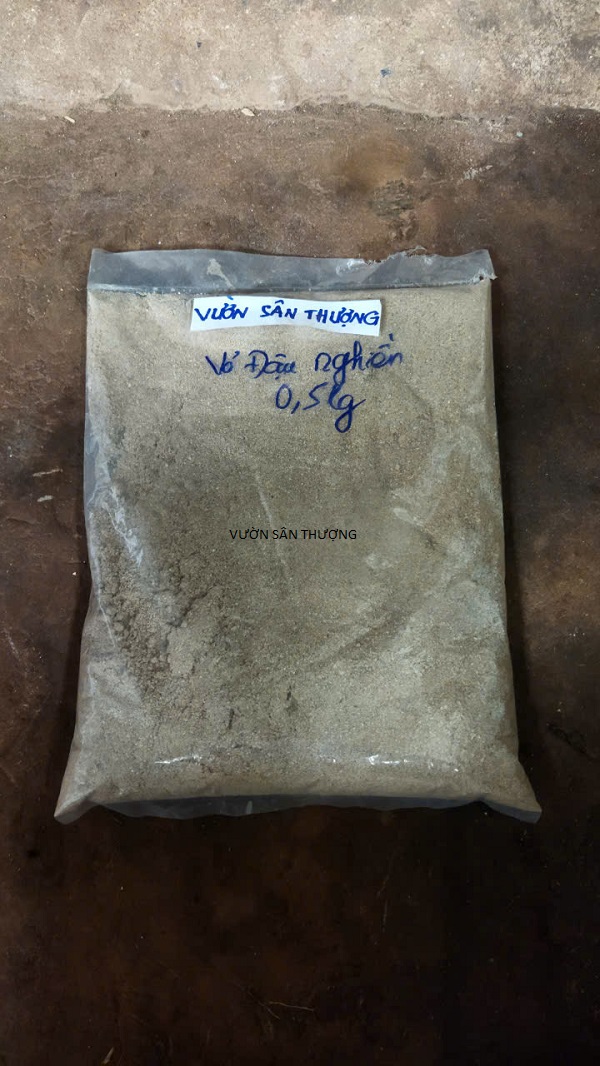 VƯỜN SÂN THƯỢNG
Vỏ Đậu nghiền
0,5kg
VƯỜN SÂN THƯỢNG